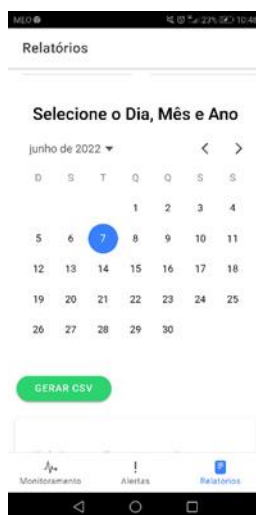 MEO
23% 10:48
Relatórios
Selecione o Dia, Mês e Ano
junho de 2022
D S T Q Q S S
1 2 3 4
5 6 7 8 9 10 11
12 13 14 15 16 17 18
19 20 21 22 23 24 25
26 27 28 29 30
GERAR CSV
Monitoramento Alertas Relatórios